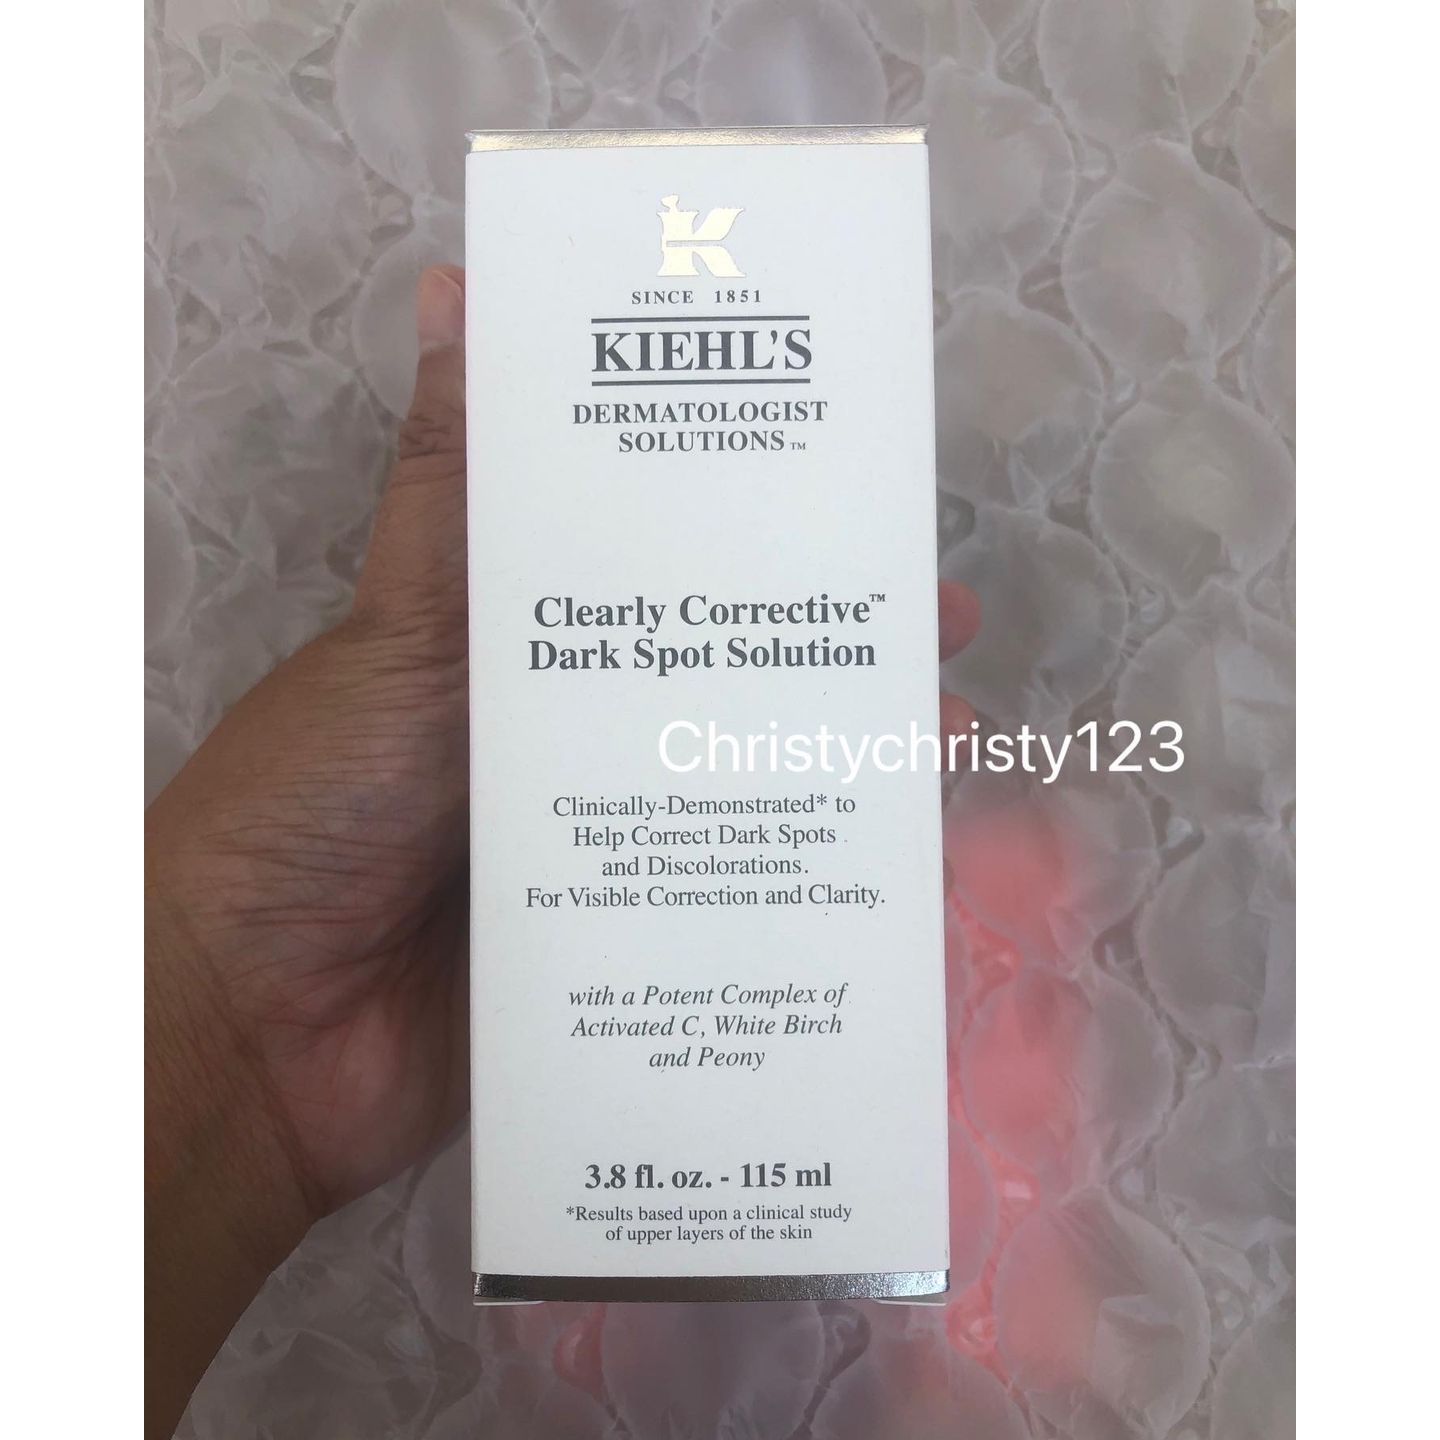 K
SINCE 1851
KIEHL'S
DERMATOLOGIST
SOLUTIONS™
Clearly Corrective™
Dark Spot Solution
Christychristy123
Clinically-Demonstrated* to
Help Correct Dark Spots
and Discolorations.
For Visible Correction and Clarity.
with a Potent Complex of
Activated C, White Birch
and Peony
3.8 fl. oz. - 115 ml
*Results based upon a clinical study
of upper layers of the skin